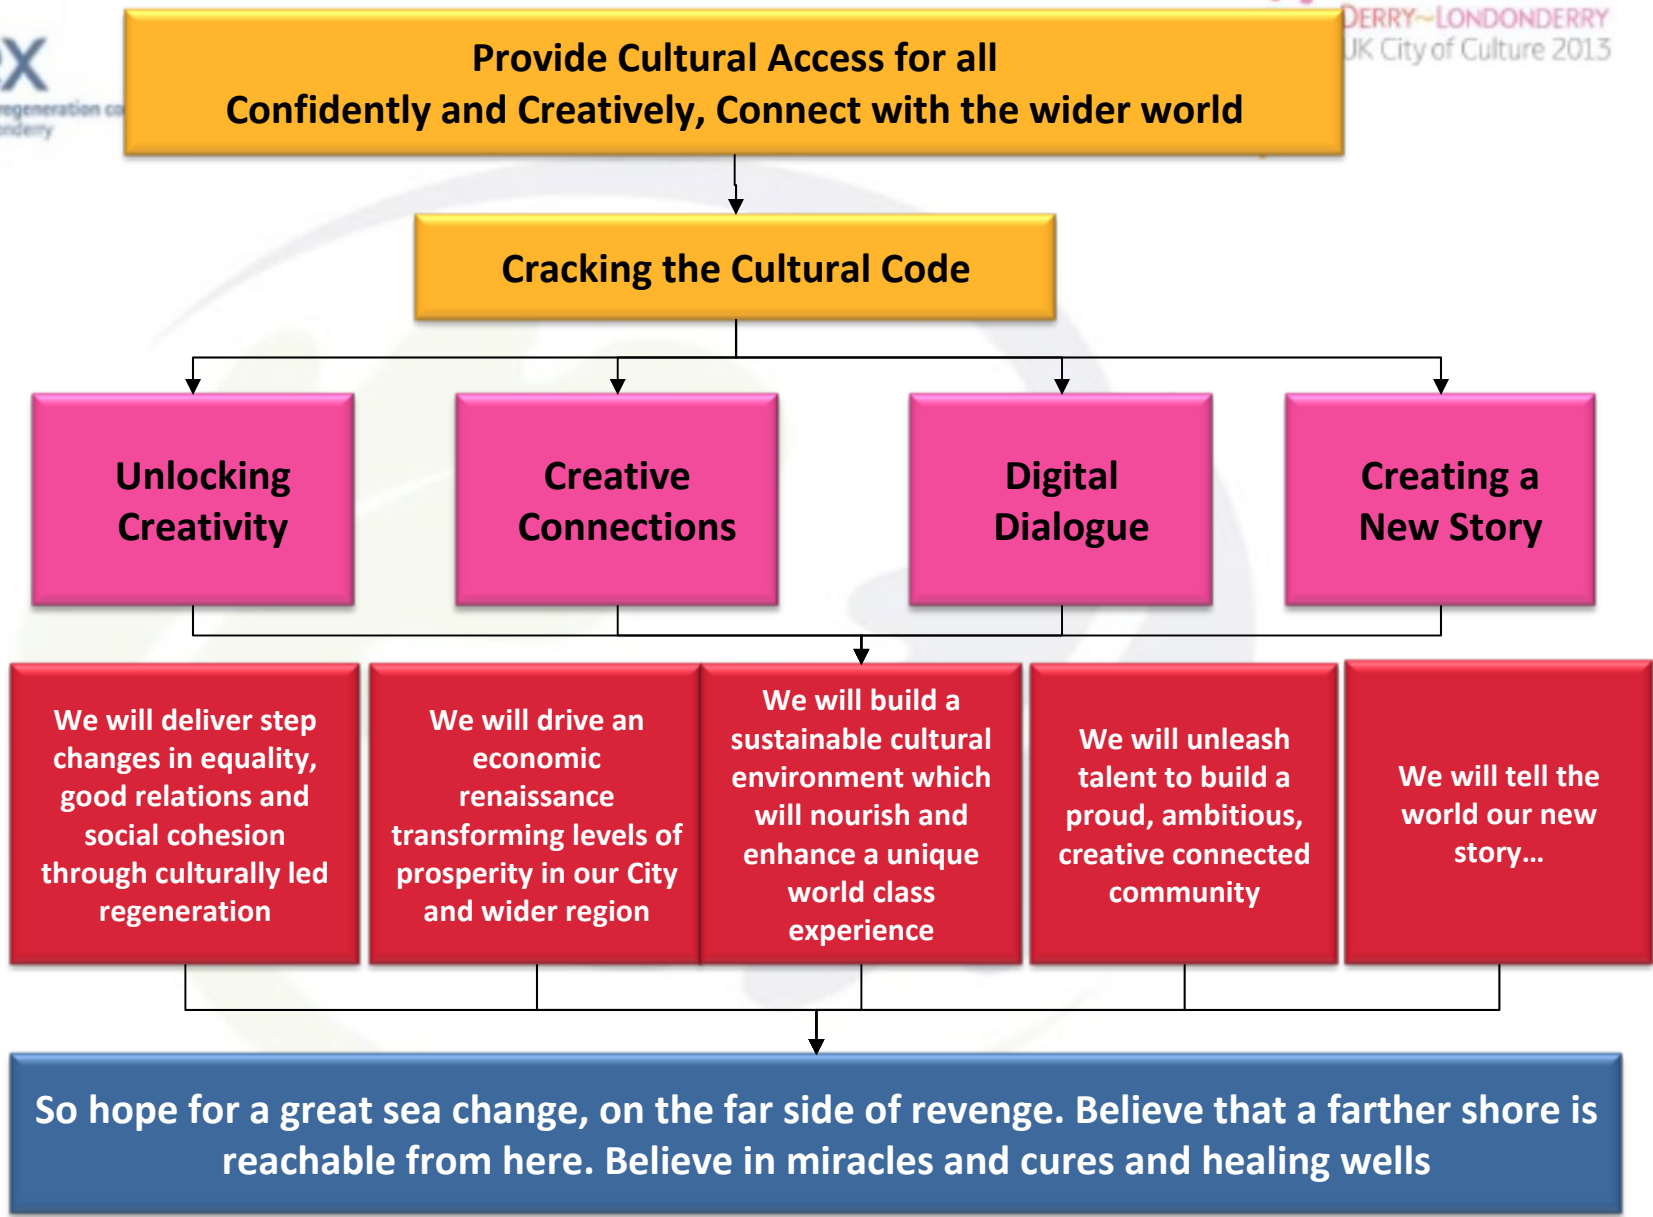 DERRY~LONDONDERRY
UK City of Culture 2013
ex
regeneration co
onderry
Provide Cultural Access for all
Confidently and Creatively, Connect with the wider world
Cracking the Cultural Code
Unlocking
Creativity
Creative
Connections
Digital
Dialogue
Creating a
New Story
We will deliver step
changes in equality,
good relations and
social cohesion
through culturally led
regeneration
We will drive an
economic
renaissance
transforming levels of
prosperity in our City
and wider region
We will build a
sustainable cultural
environment which
will nourish and
enhance a unique
world class
experience
We will unleash
talent to build a
proud, ambitious,
creative connected
community
We will tell the
world our new
story…
So hope for a great sea change, on the far side of revenge. Believe that a farther shore is
reachable from here. Believe in miracles and cures and healing wells